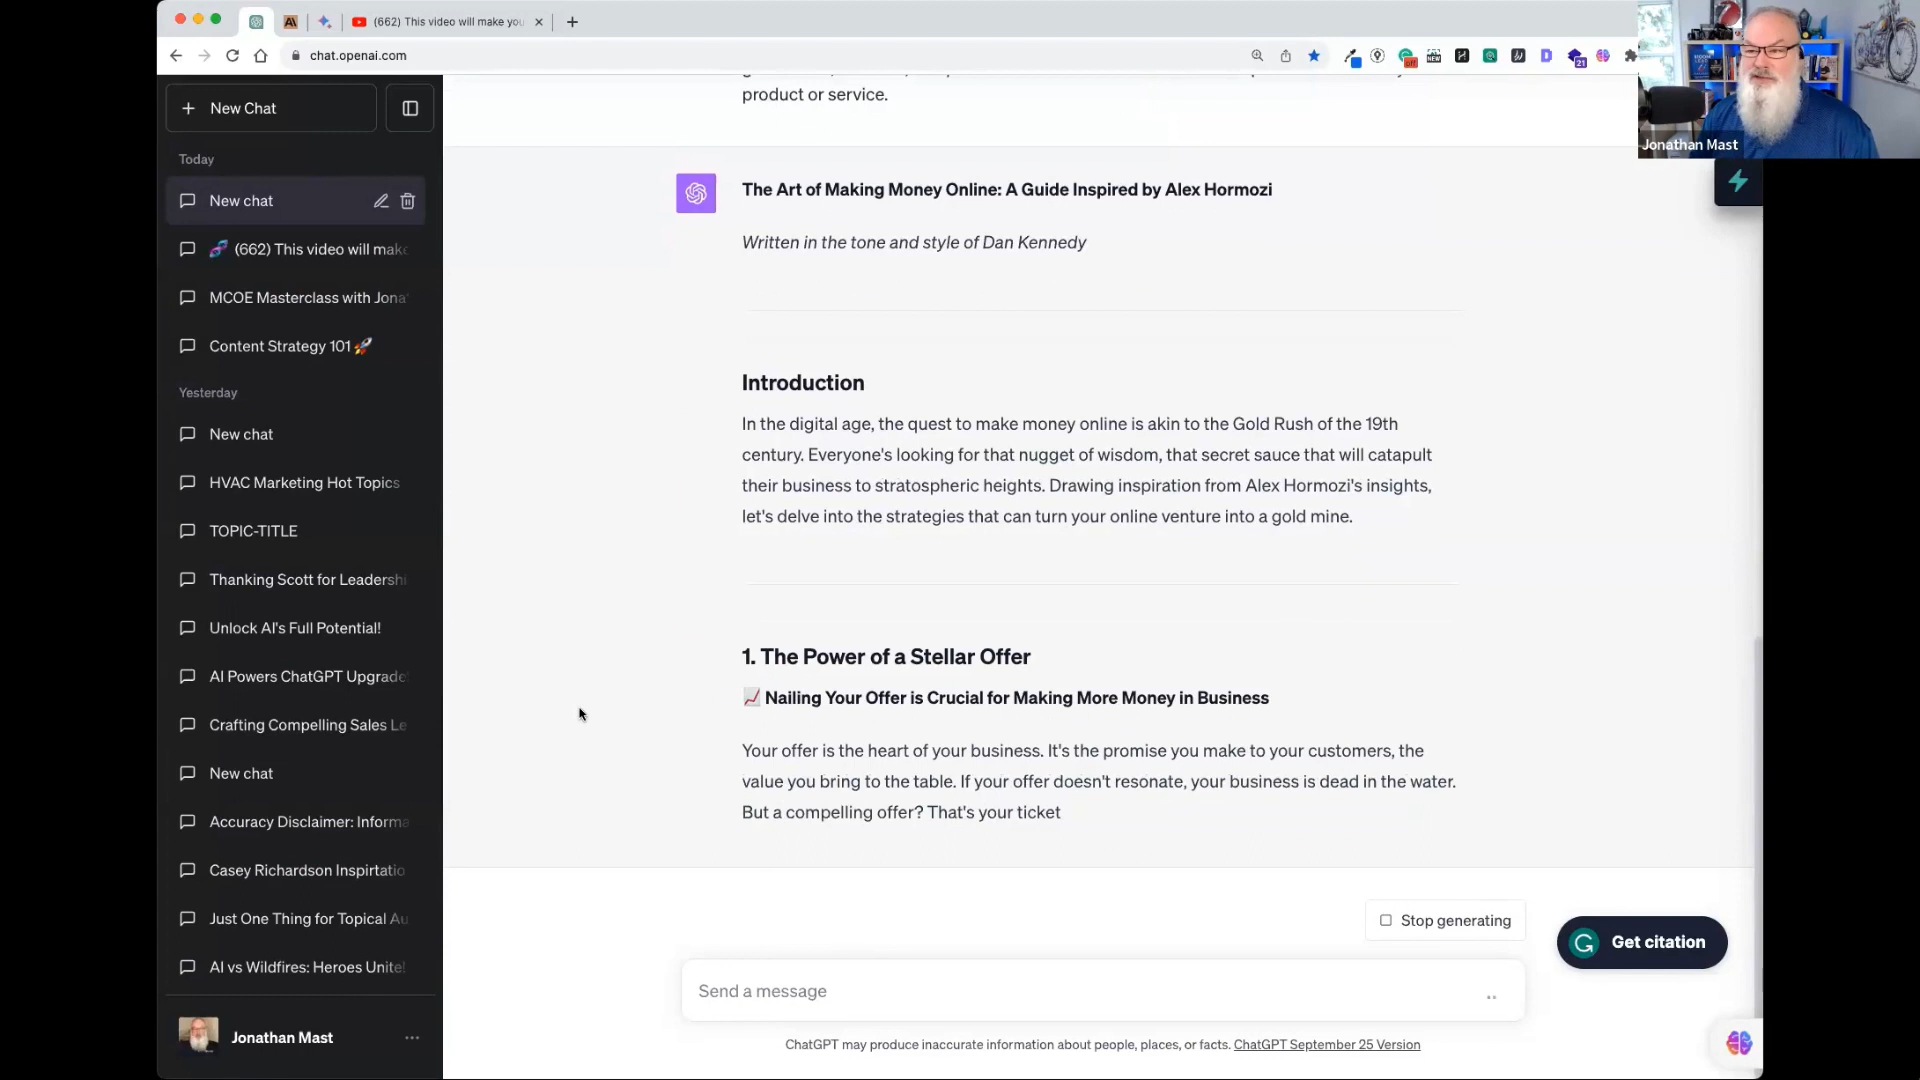 (662) This video will make you
chat.openai.com
off
NEW
21
New Chat
Today
New chat
(662) This video will make
MCOE Masterclass with Jona
Content Strategy 101 🚀
Yesterday
New chat
HVAC Marketing Hot Topics
TOPIC-TITLE
Thanking Scott for Leadershi
Unlock AI's Full Potential!
AI Powers ChatGPT Upgrade
Crafting Compelling Sales Le
New chat
Accuracy Disclaimer: Informa
Casey Richardson Inspirtatio
Just One Thing for Topical Au
AI vs Wildfires: Heroes Unite!
Jonathan Mast
product or service.
The Art of Making Money Online: A Guide Inspired by Alex Hormozi
Written in the tone and style of Dan Kennedy
Introduction
In the digital age, the quest to make money online is akin to the Gold Rush of the 19th
century. Everyone's looking for that nugget of wisdom, that secret sauce that will catapult
their business to stratospheric heights. Drawing inspiration from Alex Hormozi's insights,
let's delve into the strategies that can turn your online venture into a gold mine.
1. The Power of a Stellar Offer
📈 Nailing Your Offer is Crucial for Making More Money in Business
Your offer is the heart of your business. It's the promise you make to your customers, the
value you bring to the table. If your offer doesn't resonate, your business is dead in the water.
But a compelling offer? That's your ticket
Stop generating
Get citation
Send a message
ChatGPT may produce inaccurate information about people, places, or facts. ChatGPT September 25 Version
Jonathan Mast